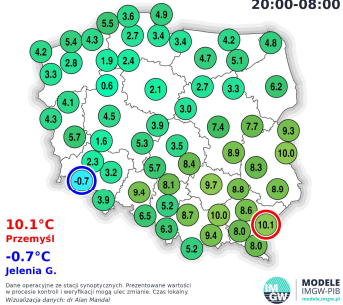 20:00-08:00
3.6 4.9
5.5
4.2 5.4 4.3 2.7 3.4 3.4 4.2 4.8
3.3 2.8 1.9 2.4 4.7 5.1
0.6 2.1 2.7 3.3 6.2
4.1 3.0
4.3 4.5 3.9 7.4 7.7 9.3
5.7 1.6 5.3 3.5 8.9 10.0
2.3 3.2 5.7 8.4 8.3
-0.7 9.4 8.1 9.7 8.8 8.9
3.9 6.5 5.2 8.7 10.0 8.6 10.1
6.3 9.4 8.0
5.2 8.0
10.1°C
Przemyśl
-0.7°C
Jelenia G.
Dane operacyjne ze stacji synoptycznych. Prezentowane wartości
w procesie kontroli i weryfikacji mogą ulec zmianie. Czas lokalny.
Wizualizacja danych: dr Alan Mandal
IM
GW
MODELE
IMGW-PIB
modele.imgw.pl